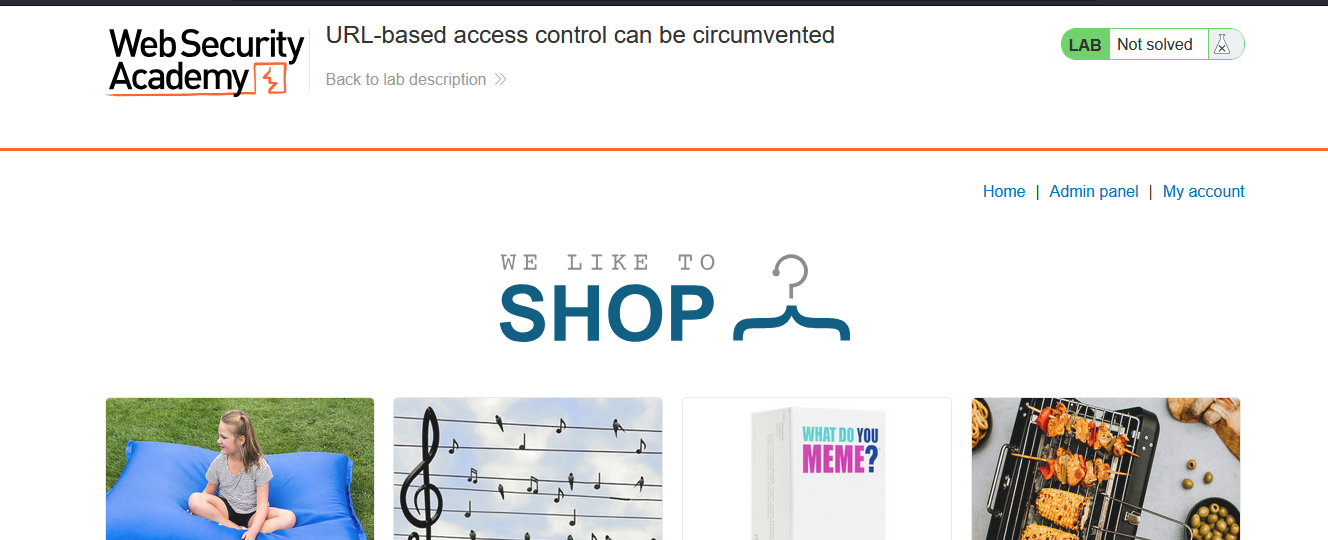 Web Security
Academy
URL-based access control can be circumvented
Back to lab description
LAB Not solved
Home | Admin panel | My account
WE LIKE TO
SHOP
WHAT DO YOU
MEME?